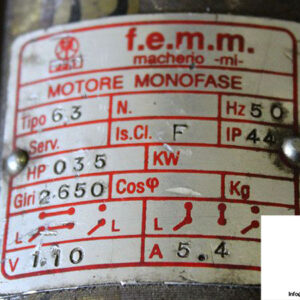 f.e.m.m.
macherio -mi-
MOTORE MONOFASE
Tipo 63 N. Hz 50
Serv. Is.Cl. F IP 44
HP 035 KW
Giri 2.650 Cosφ Kg
L L L L
V 110 A 5.4